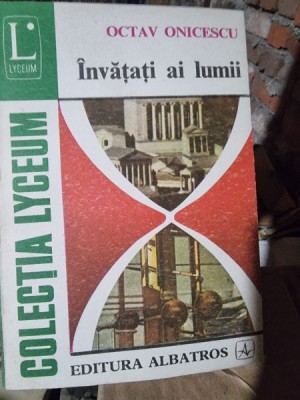 L
LYCEUM
OCTAV ONICESCU
Învățați ai lumii
COLECȚIA LYCEUM
EDITURA ALBATROS
A